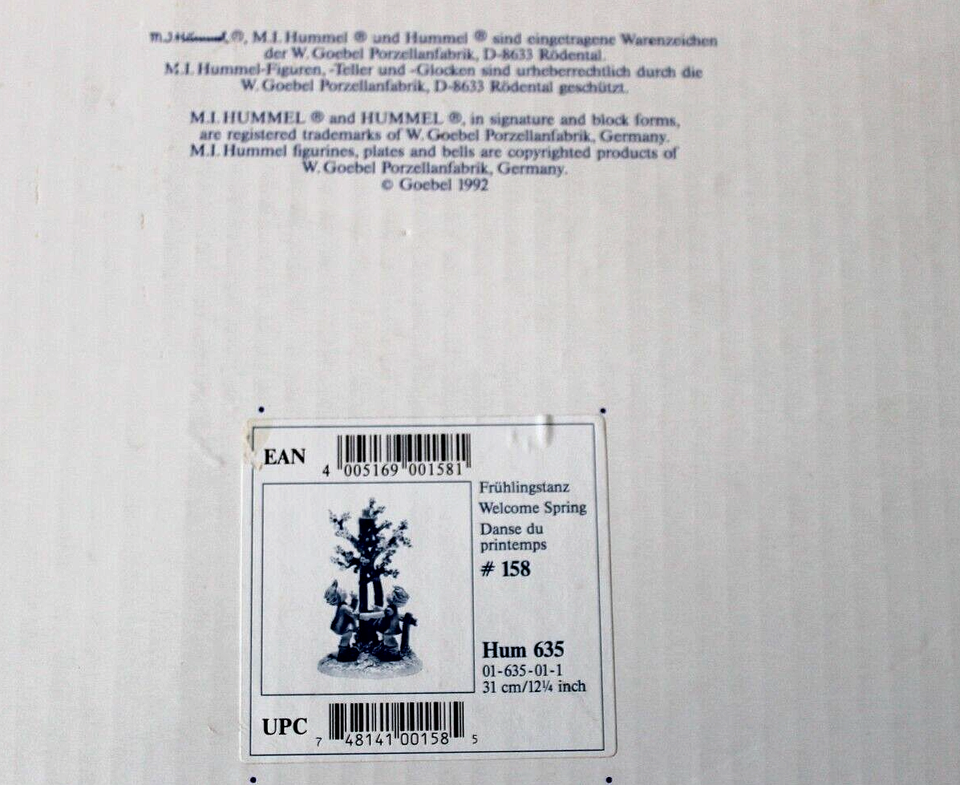 M.I. Hummel ®, M.I. Hummel ® und Hummel ® sind eingetragene Warenzeichen
der W. Goebel Porzellanfabrik, D-8633 Rödental.
M.I. Hummel-Figuren, -Teller und -Glocken sind urheberrechtlich durch die
W. Goebel Porzellanfabrik, D-8633 Rödental geschützt.
M.I. HUMMEL ® and HUMMEL ®, in signature and block forms,
are registered trademarks of W. Goebel Porzellanfabrik, Germany.
M.I. Hummel figurines, plates and bells are copyrighted products of
W. Goebel Porzellanfabrik, Germany.
© Goebel 1992
EAN
4 005169 001581
Frühlingstanz
Welcome Spring
Danse du
printemps
# 158
Hum 635
01-635-01-1
31 cm/12¼ inch
UPC
7 48141 00158 5